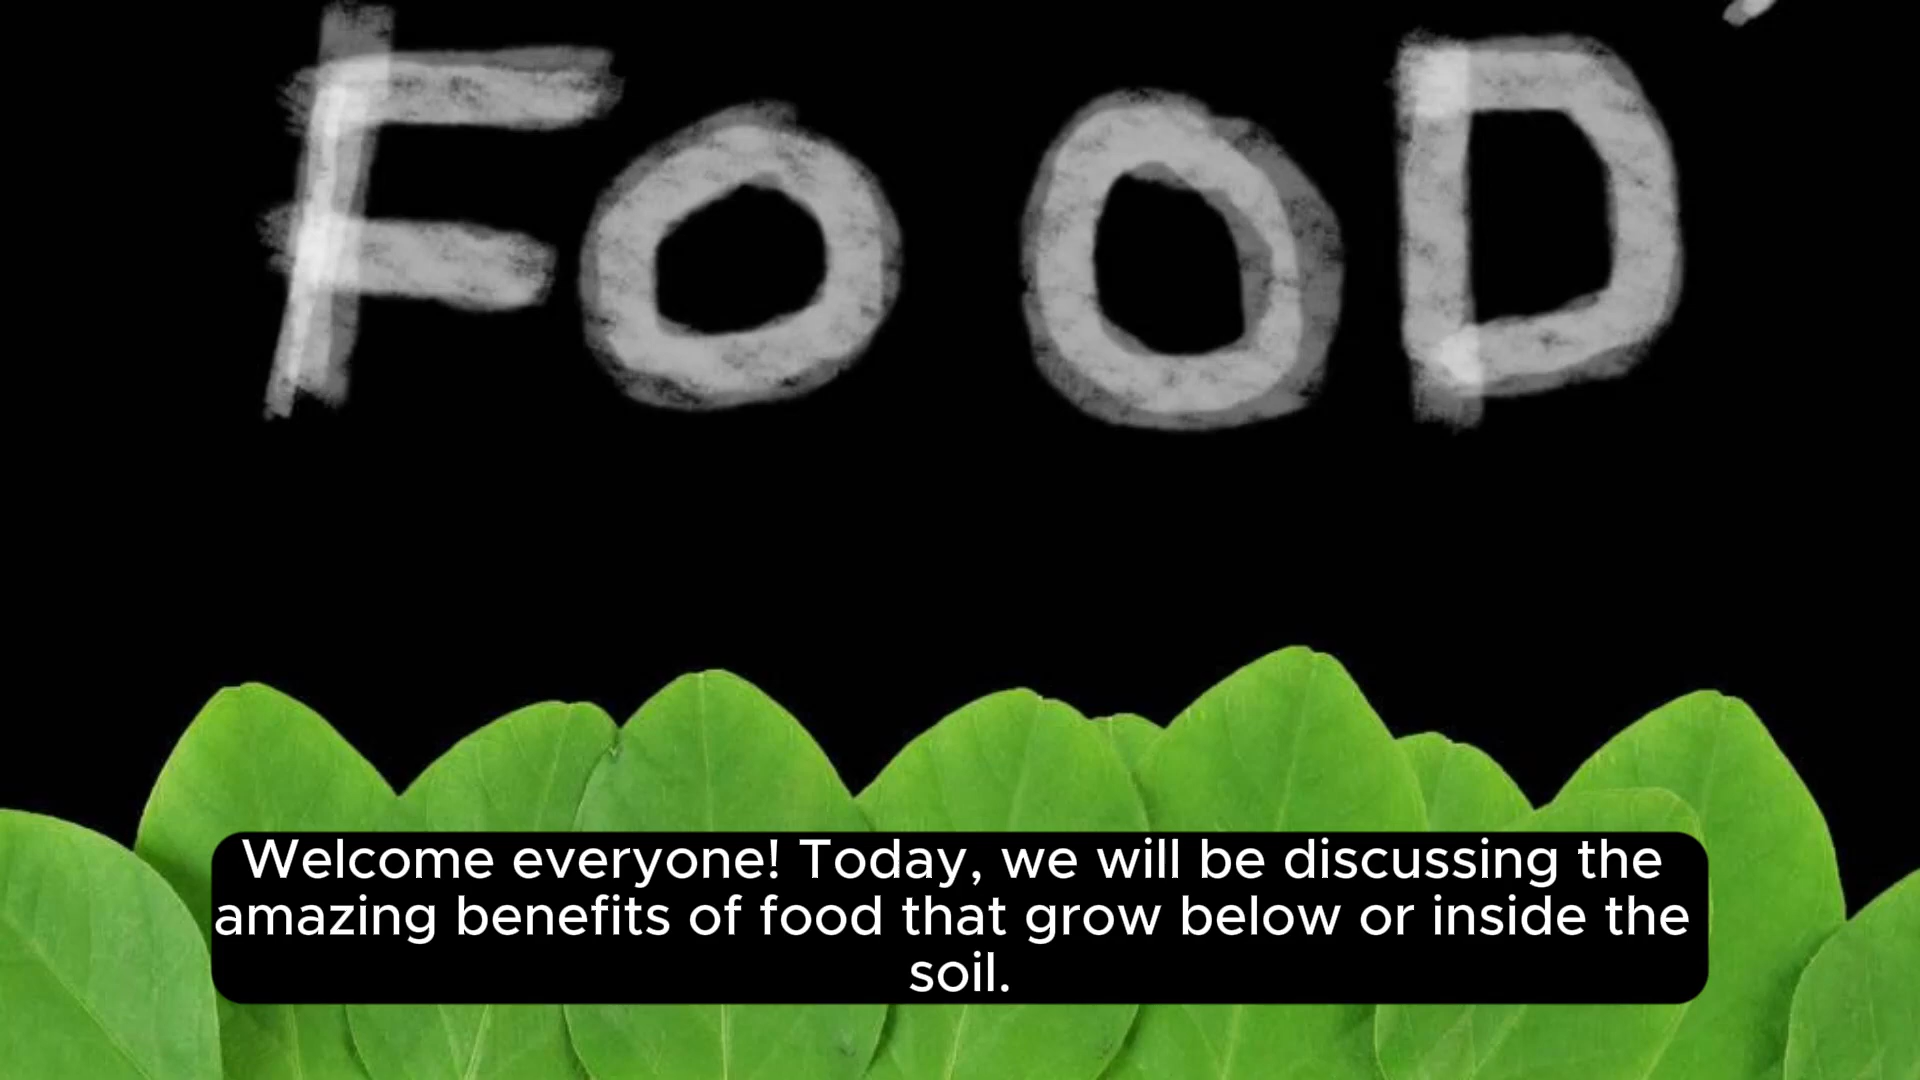 FOOD
Welcome everyone! Today, we will be discussing the
amazing benefits of food that grow below or inside the
soil.